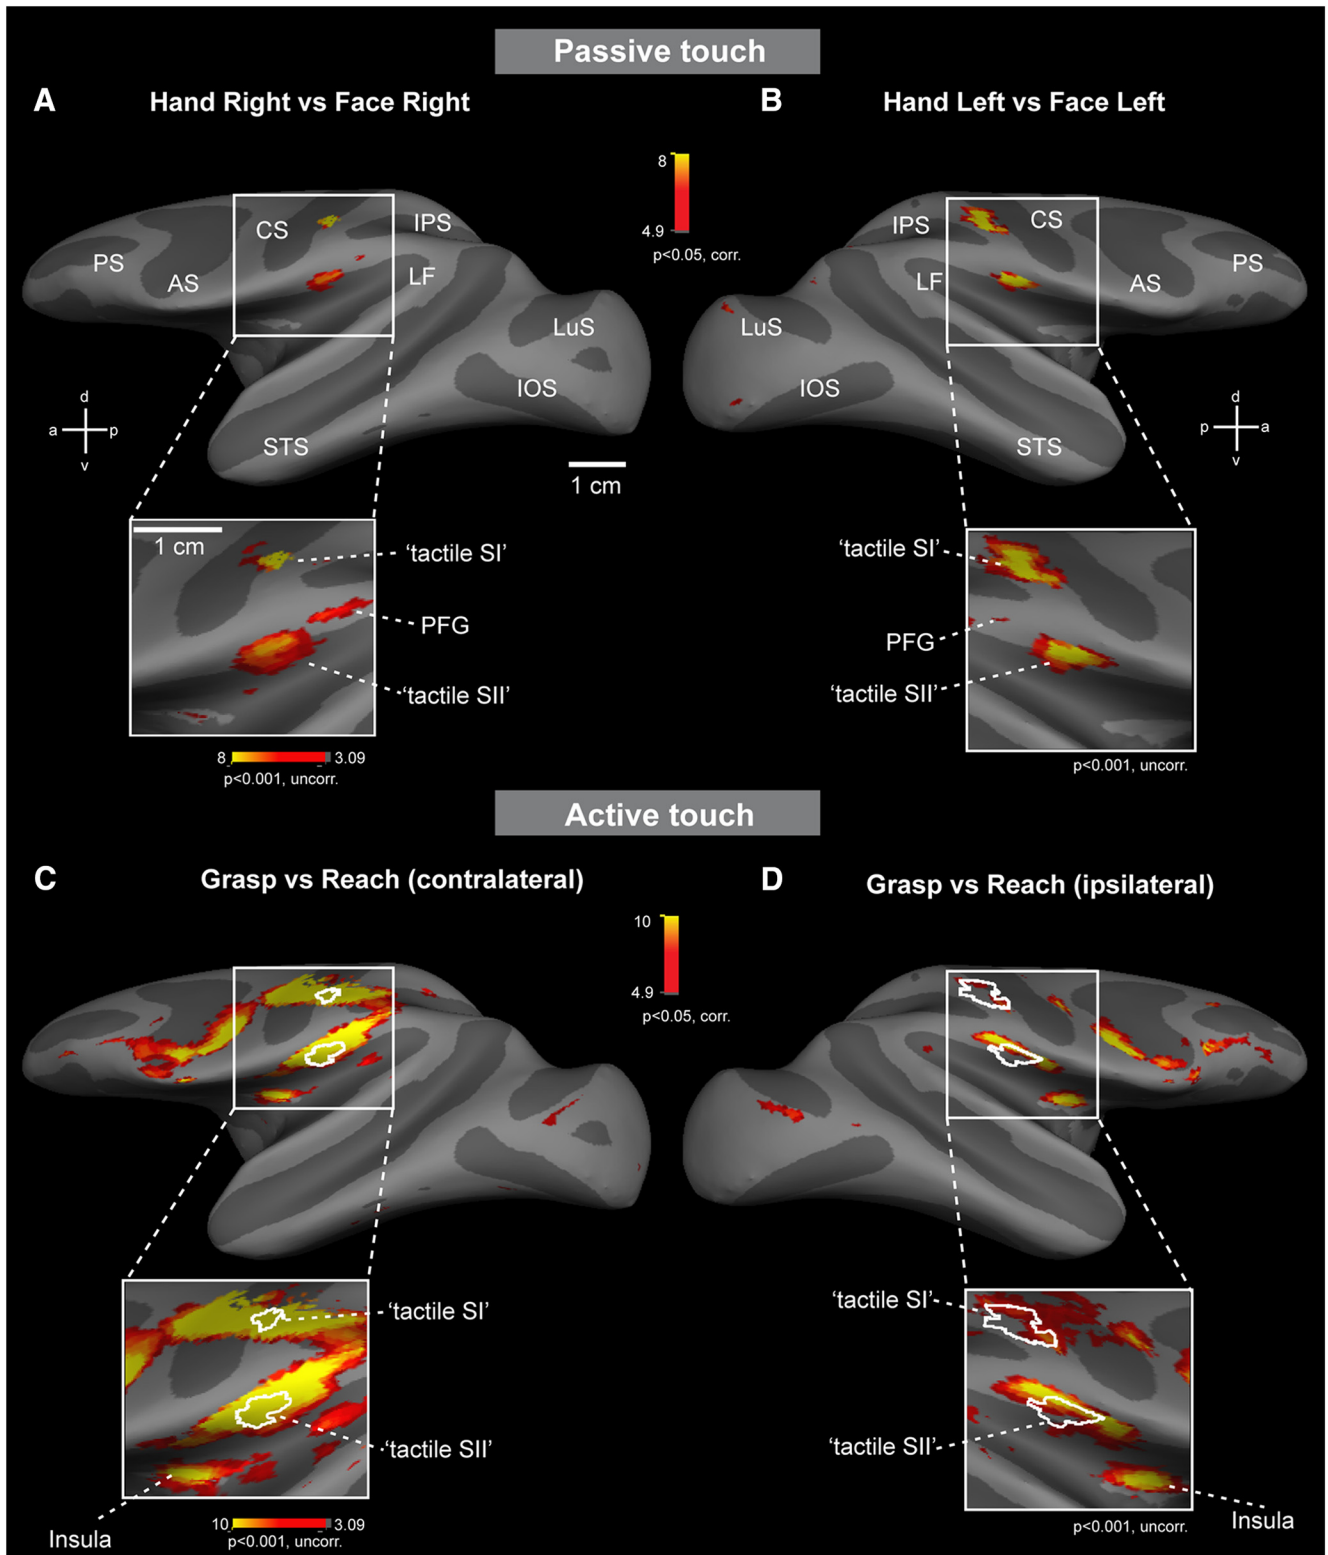 Passive touch
A
Hand Right vs Face Right
B
Hand Left vs Face Left
8
4.9
p<0.05, corr.
CS
IPS
PS
AS
LF
LuS
IOS
STS
IPS
CS
LF
AS
PS
LuS
IOS
STS
d
a p
v
d
p a
v
1 cm
1 cm
'tactile SI'
PFG
'tactile SII'
8 3.09
p<0.001, uncorr.
'tactile SI'
PFG
'tactile SII'
p<0.001, uncorr.
Active touch
C
Grasp vs Reach (contralateral)
D
Grasp vs Reach (ipsilateral)
10
4.9
p<0.05, corr.
'tactile SI'
'tactile SII'
Insula
10 3.09
p<0.001, uncorr.
'tactile SI'
'tactile SII'
Insula
p<0.001, uncorr.